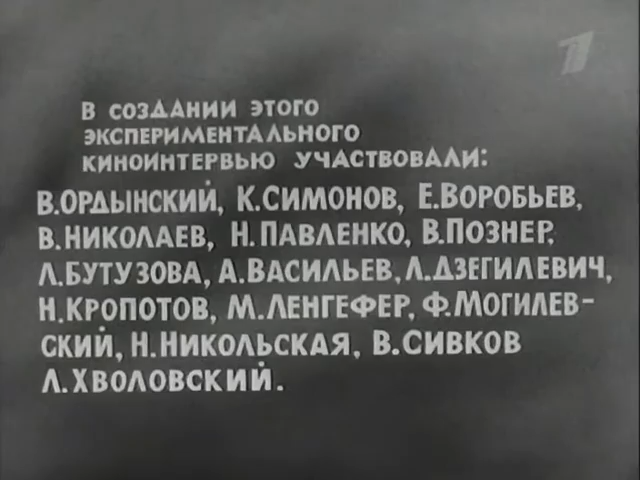 В СОЗДАНИИ ЭТОГО
ЭКСПЕРИМЕНТАЛЬНОГО
КИНОИНТЕРВЬЮ УЧАСТВОВАЛИ:
В.ОРДЫНСКИЙ, К.СИМОНОВ, Е.ВОРОБЬЕВ,
В.НИКОЛАЕВ, Н.ПАВЛЕНКО, В.ПОЗНЕР,
Л.БУТУЗОВА, А.ВАСИЛЬЕВ, Л.ДЗЕГИЛЕВИЧ,
Н.КРОПОТОВ, М.ЛЕНГЕФЕР, Ф.МОГИЛЕВ-
СКИЙ, Н.НИКОЛЬСКАЯ, В.СИВКОВ
Л.ХВОЛОВСКИЙ.